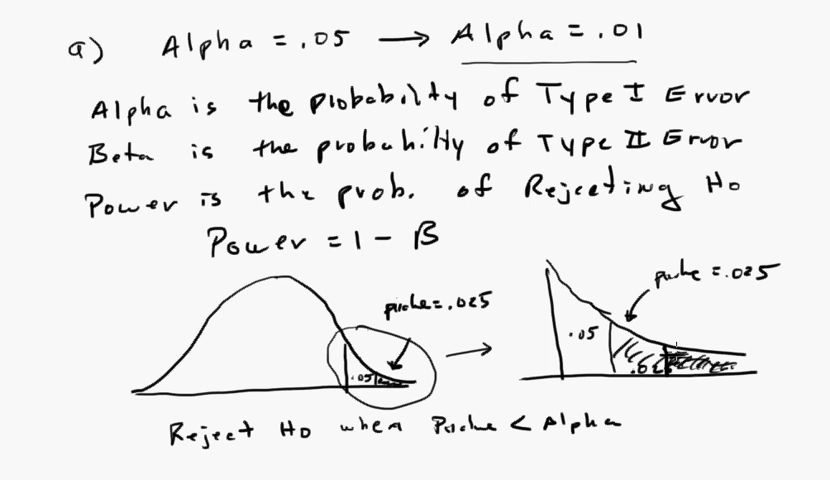 a) Alpha = .05 → Alpha = .01
Alpha is the probability of Type I Error
Beta is the probability of Type II Error
Power is the prob. of Rejecting Ho
Power = 1 - β
pvalue = .025
.05
pvalue = .025
.05
Reject Ho when Pvalue < Alpha